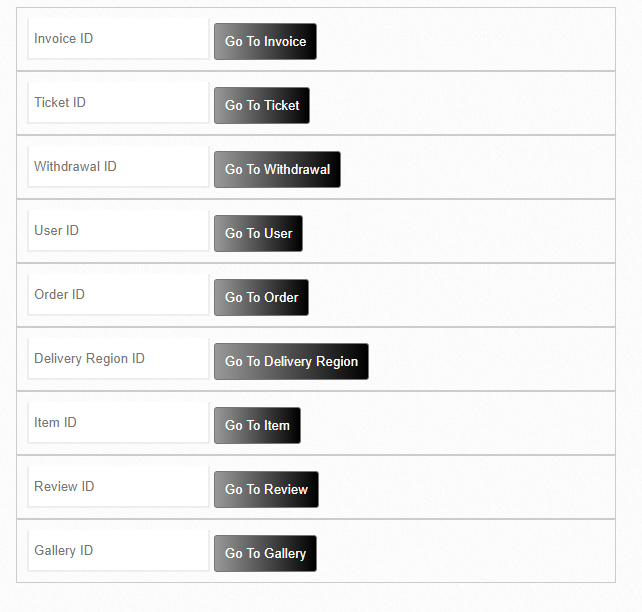 Invoice ID Go To Invoice
Ticket ID Go To Ticket
Withdrawal ID Go To Withdrawal
User ID Go To User
Order ID Go To Order
Delivery Region ID Go To Delivery Region
Item ID Go To Item
Review ID Go To Review
Gallery ID Go To Gallery